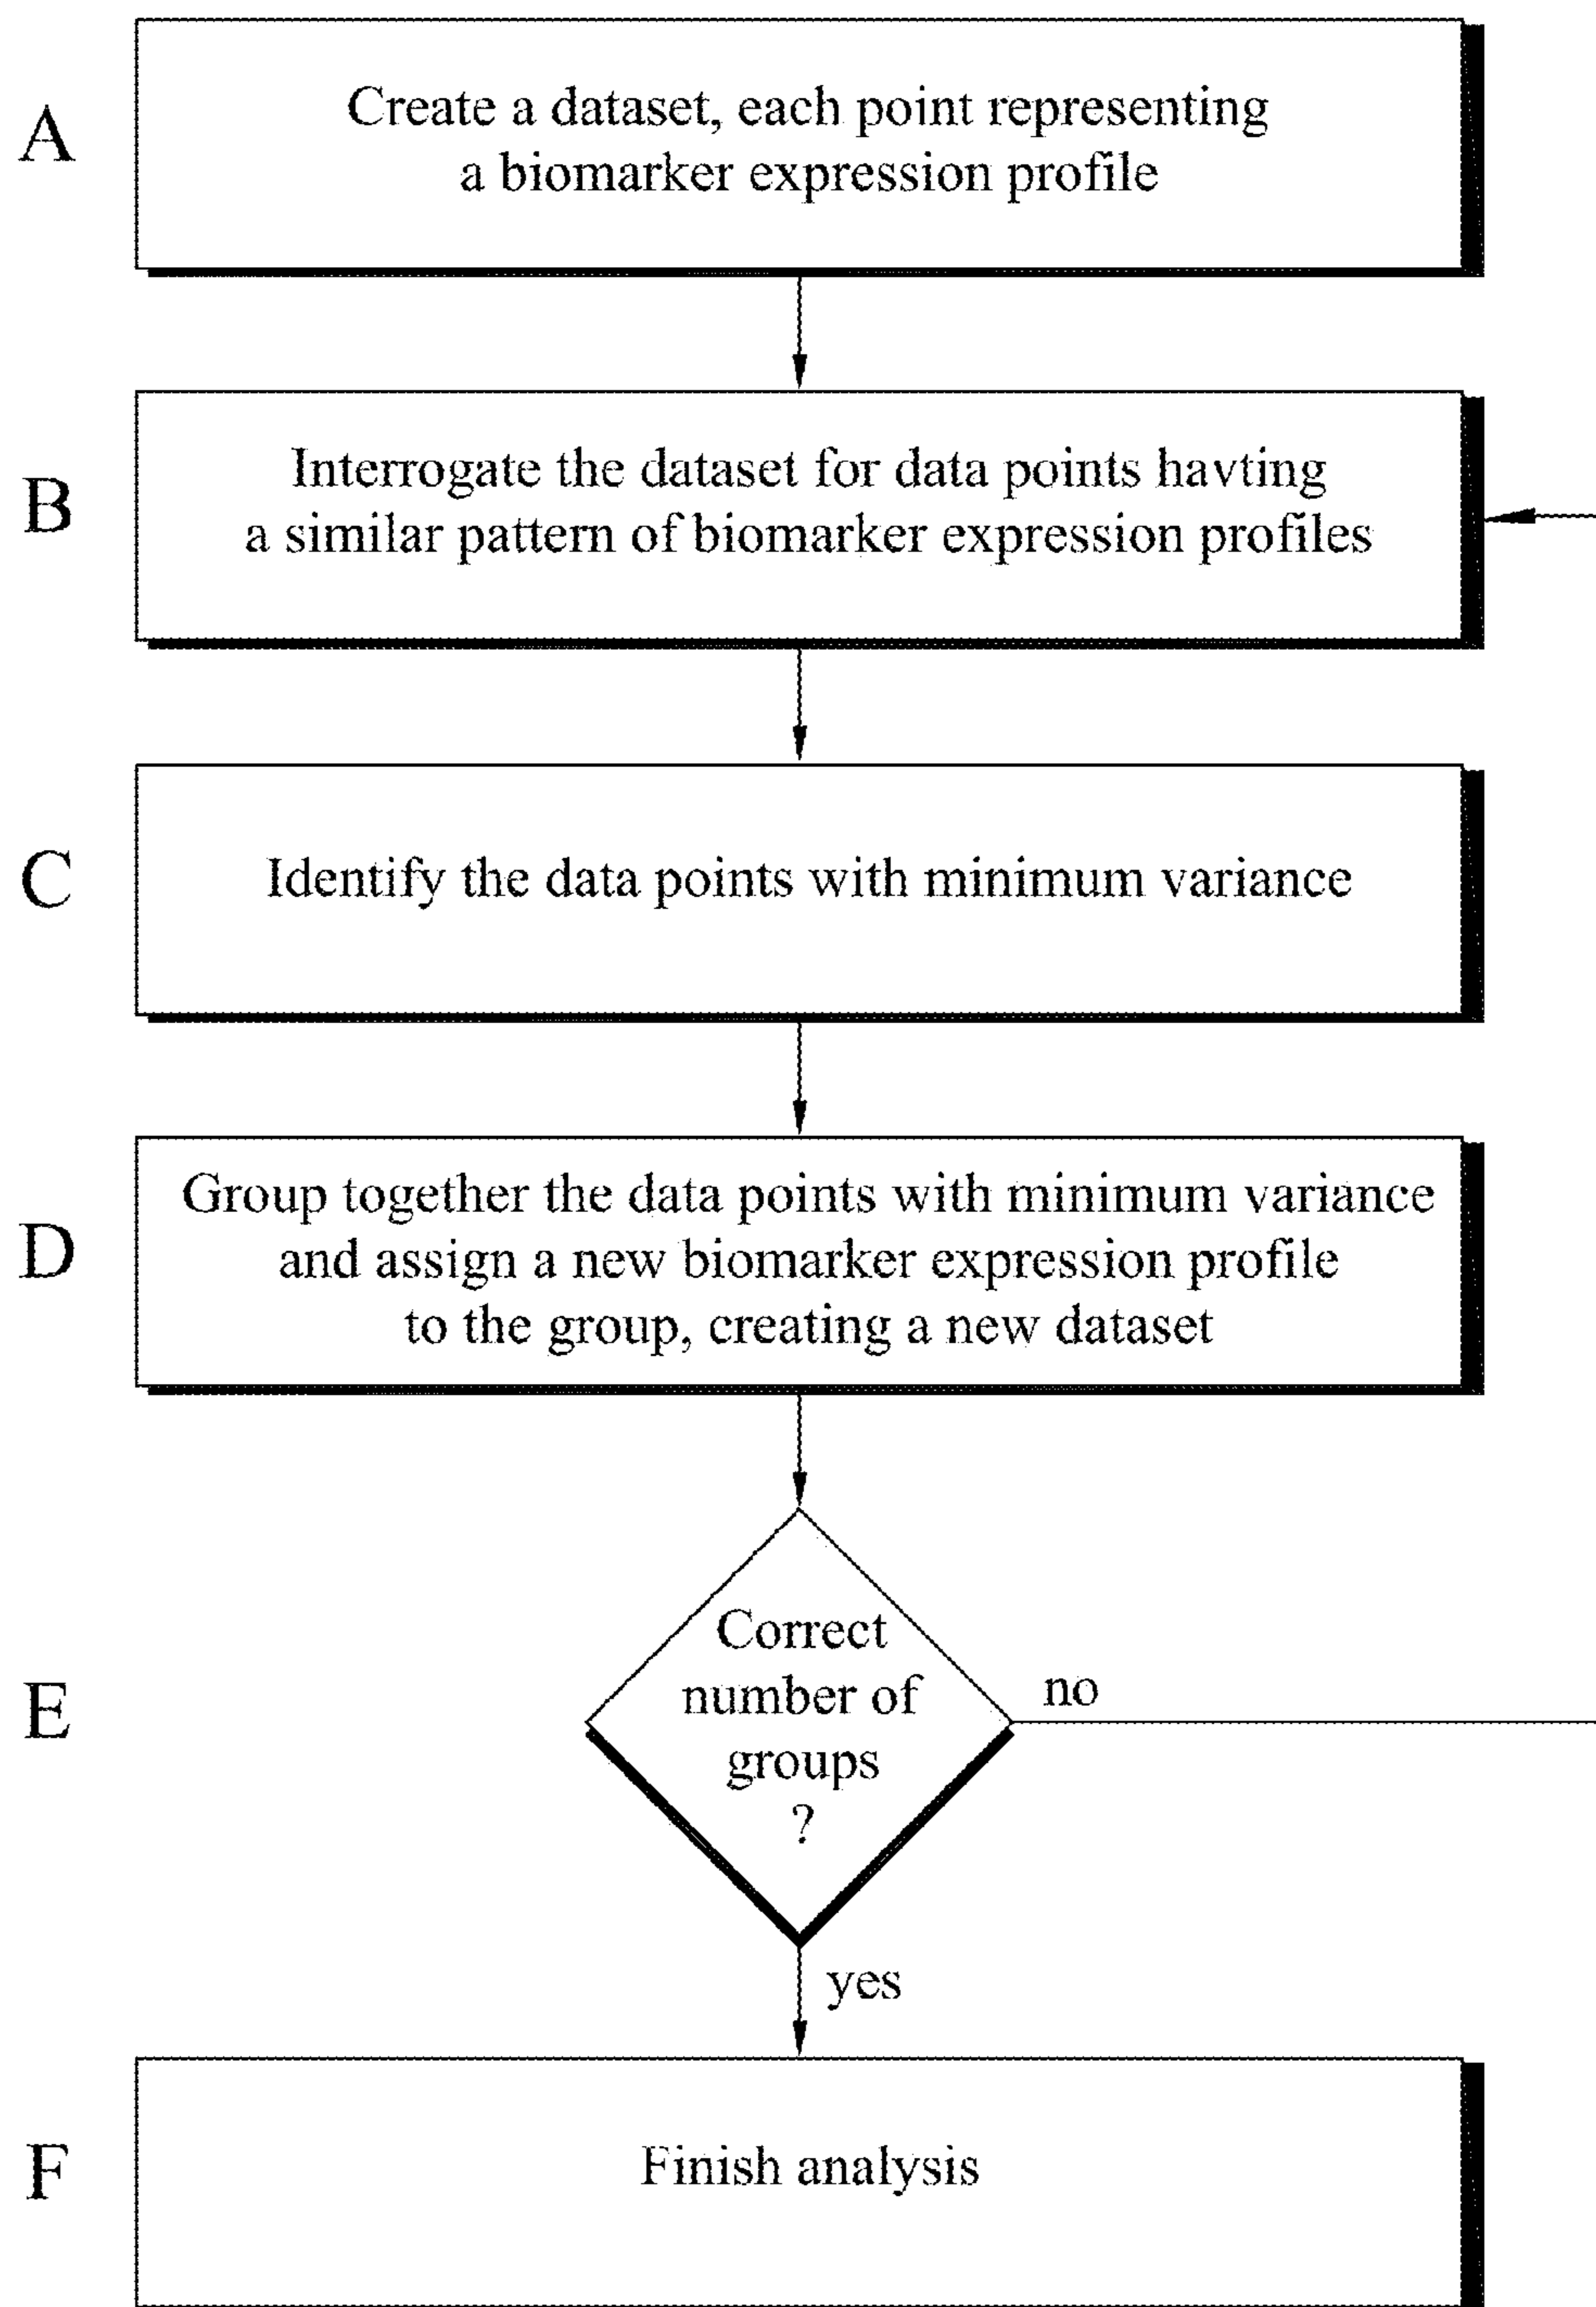 A
Create a dataset, each point representing
a biomarker expression profile
B
Interrogate the dataset for data points havting
a similar pattern of biomarker expression profiles
C
Identify the data points with minimum variance
D
Group together the data points with minimum variance
and assign a new biomarker expression profile
to the group, creating a new dataset
E
Correct
number of
groups
?
no
yes
F
Finish analysis